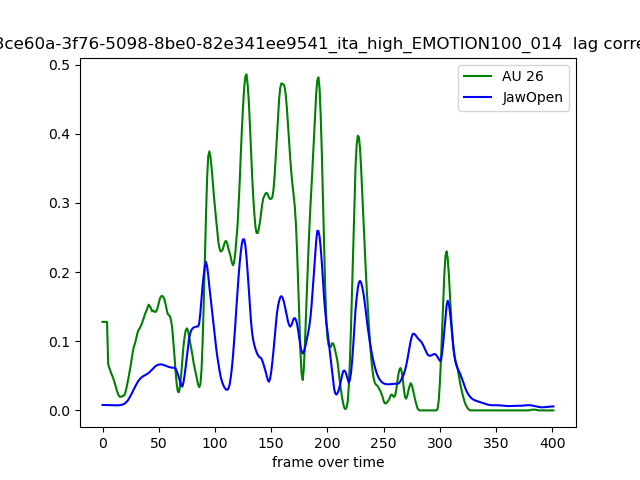 3ce60a-3f76-5098-8be0-82e341ee9541_ita_high_EMOTION100_014 lag corre
AU 26
JawOpen
0.5
0.4
0.3
0.2
0.1
0.0
0 50 100 150 200 250 300 350 400
frame over time